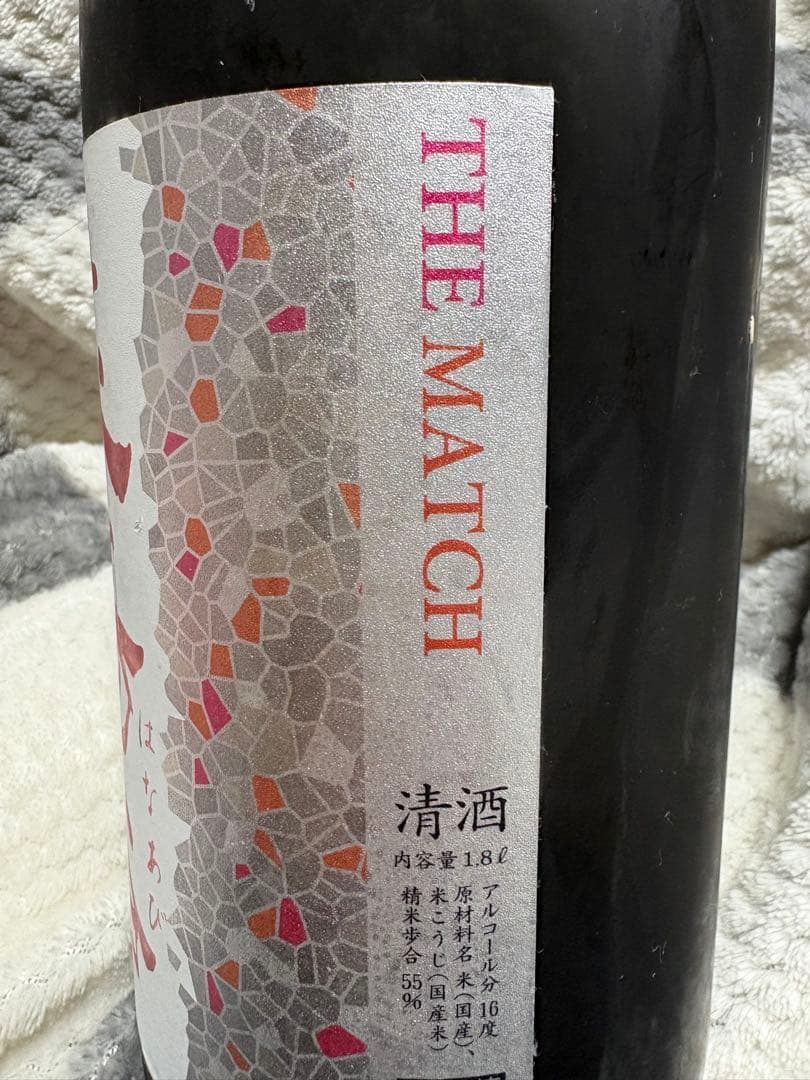 THE MATCH
清酒
内容量 1.8ℓ
アルコール分 16度
原材料名 米(国産)、
米こうじ(国産米)
精米歩合 55%
はなあび